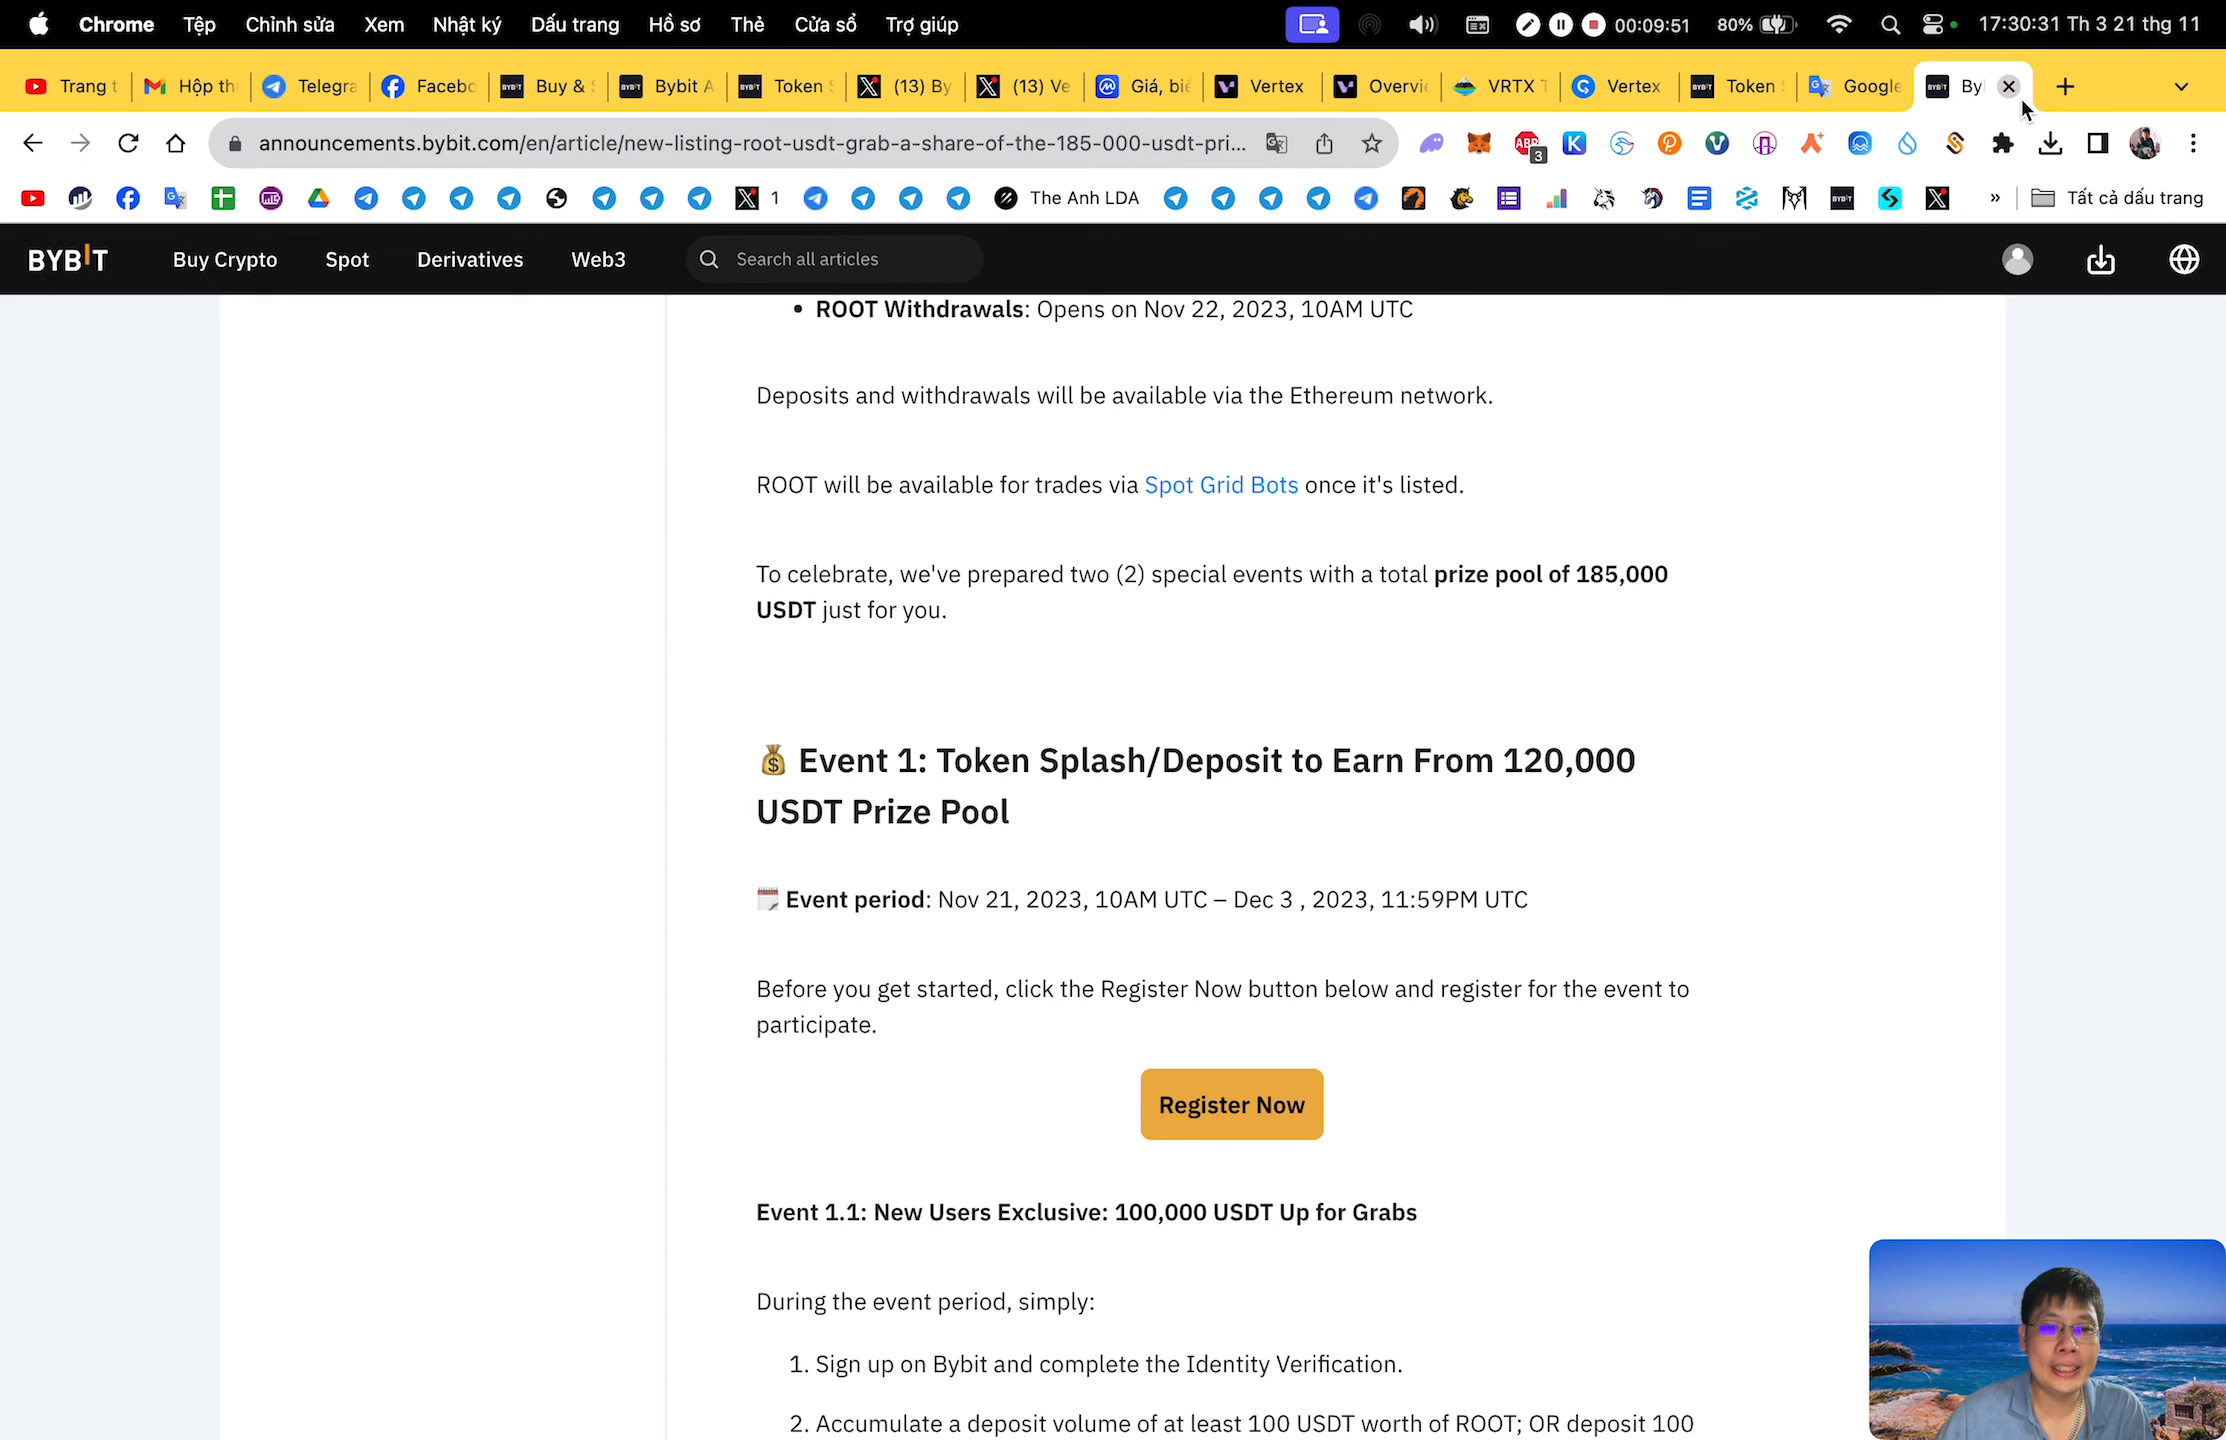 Chrome Tệp Chỉnh sửa Xem Nhật ký Dấu trang Hồ sơ Thẻ Cửa sổ Trợ giúp 00:09:51 80% 17:30:31 Th 3 21 thg 11
Trang t Hộp th Telegra Facebo Buy & S Bybit A Token S (13) By (13) Ve Giá, biể Vertex Overvie VRTX T Vertex Token S Google By
announcements.bybit.com/en/article/new-listing-root-usdt-grab-a-share-of-the-185-000-usdt-pri... 3
1 The Anh LDA » Tất cả dấu trang
BYBIT Buy Crypto Spot Derivatives Web3 Search all articles
• ROOT Withdrawals: Opens on Nov 22, 2023, 10AM UTC
Deposits and withdrawals will be available via the Ethereum network.
ROOT will be available for trades via Spot Grid Bots once it's listed.
To celebrate, we've prepared two (2) special events with a total prize pool of 185,000
USDT just for you.
💰 Event 1: Token Splash/Deposit to Earn From 120,000
USDT Prize Pool
🗓️ Event period: Nov 21, 2023, 10AM UTC – Dec 3 , 2023, 11:59PM UTC
Before you get started, click the Register Now button below and register for the event to
participate.
Register Now
Event 1.1: New Users Exclusive: 100,000 USDT Up for Grabs
During the event period, simply:
1. Sign up on Bybit and complete the Identity Verification.
2. Accumulate a deposit volume of at least 100 USDT worth of ROOT; OR deposit 100